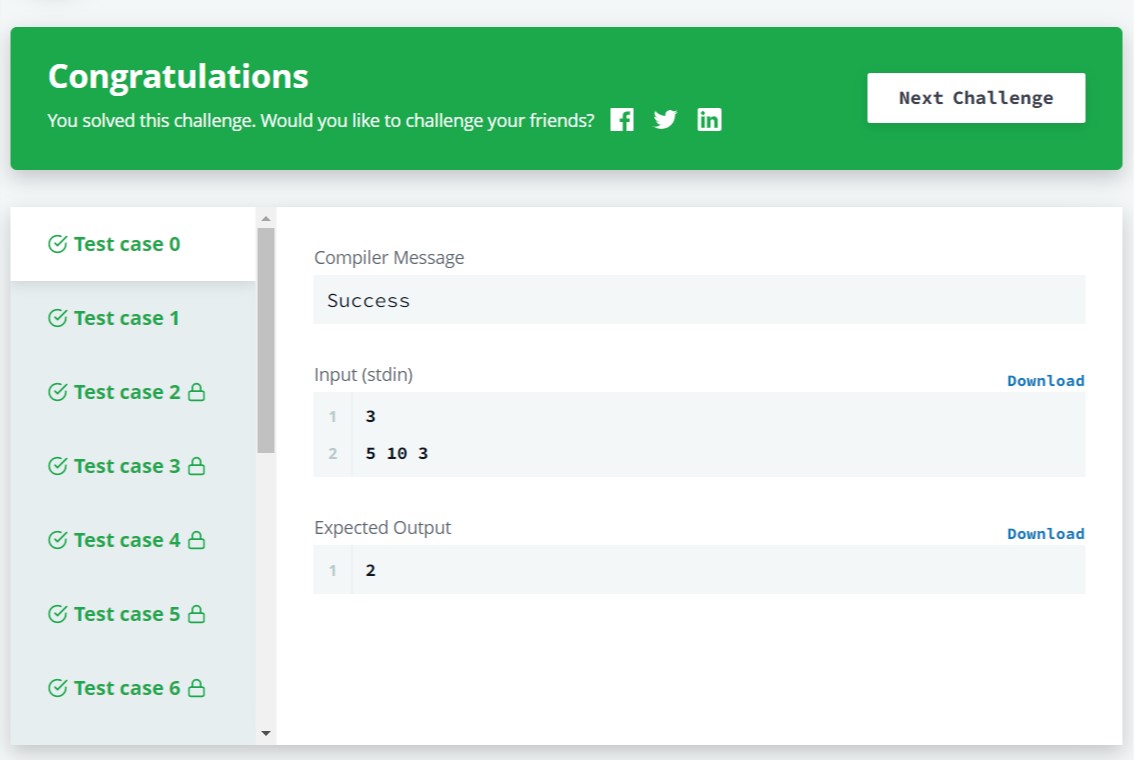 Congratulations
You solved this challenge. Would you like to challenge your friends?
Next Challenge
Test case 0
Test case 1
Test case 2
Test case 3
Test case 4
Test case 5
Test case 6
Compiler Message
Success
Input (stdin)
Download
1 3
2 5 10 3
Expected Output
Download
1 2